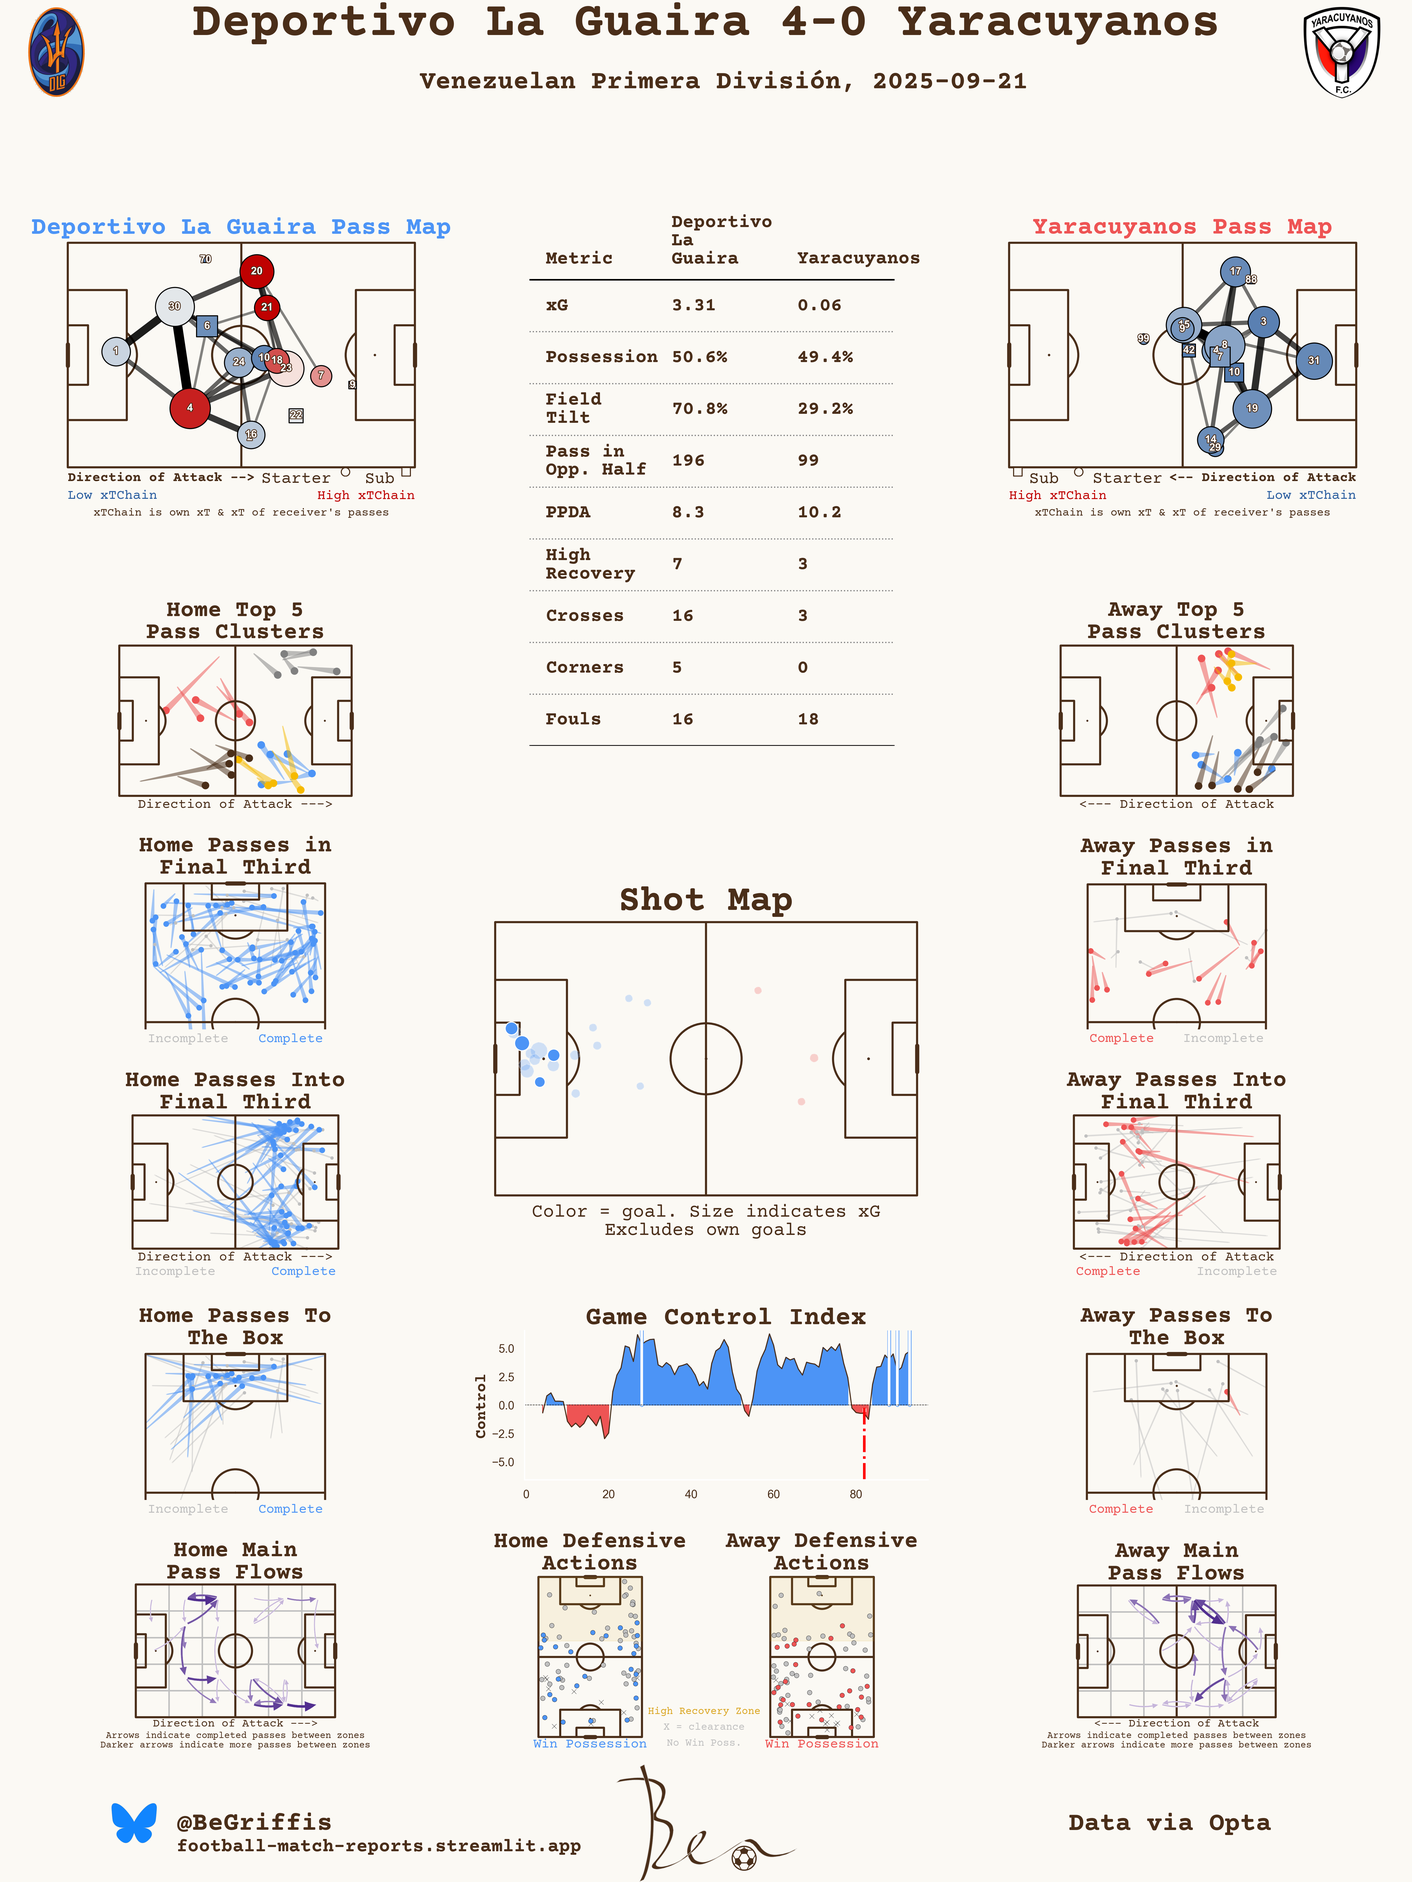 Deportivo La Guaira 4-0 Yaracuyanos
Venezuelan Primera División, 2025-09-21
DLG
YARACUYANOS
F.C.
Deportivo La Guaira Pass Map
70
20
30
21
6
1
24
10
18
23
7
9
4
22
16
Direction of Attack -->
Starter
Sub
Low xTChain
High xTChain
xTChain is own xT & xT of receiver's passes
Metric
Deportivo
La
Guaira
Yaracuyanos
xG 3.31 0.06
Possession 50.6% 49.4%
Field
Tilt 70.8% 29.2%
Pass in
Opp. Half 196 99
PPDA 8.3 10.2
High
Recovery 7 3
Crosses 16 3
Corners 5 0
Fouls 16 18
Yaracuyanos Pass Map
17
88
15
9
3
99
42
8
4
7
31
10
19
14
29
Sub
Starter
<-- Direction of Attack
High xTChain
Low xTChain
xTChain is own xT & xT of receiver's passes
Home Top 5
Pass Clusters
Direction of Attack --->
Away Top 5
Pass Clusters
<--- Direction of Attack
Home Passes in
Final Third
Incomplete
Complete
Away Passes in
Final Third
Complete
Incomplete
Shot Map
Color = goal. Size indicates xG
Excludes own goals
Home Passes Into
Final Third
Direction of Attack --->
Incomplete
Complete
Away Passes Into
Final Third
<--- Direction of Attack
Complete
Incomplete
Home Passes To
The Box
Incomplete
Complete
Game Control Index
Control
5.0
2.5
0.0
−2.5
−5.0
0
20
40
60
80
Away Passes To
The Box
Complete
Incomplete
Home Main
Pass Flows
Direction of Attack --->
Arrows indicate completed passes between zones
Darker arrows indicate more passes between zones
Home Defensive
Actions
Win Possession
High Recovery Zone
X = clearance
No Win Poss.
Away Defensive
Actions
Win Possession
Away Main
Pass Flows
<--- Direction of Attack
Arrows indicate completed passes between zones
Darker arrows indicate more passes between zones
@BeGriffis
football-match-reports.streamlit.app
Ben
Data via Opta